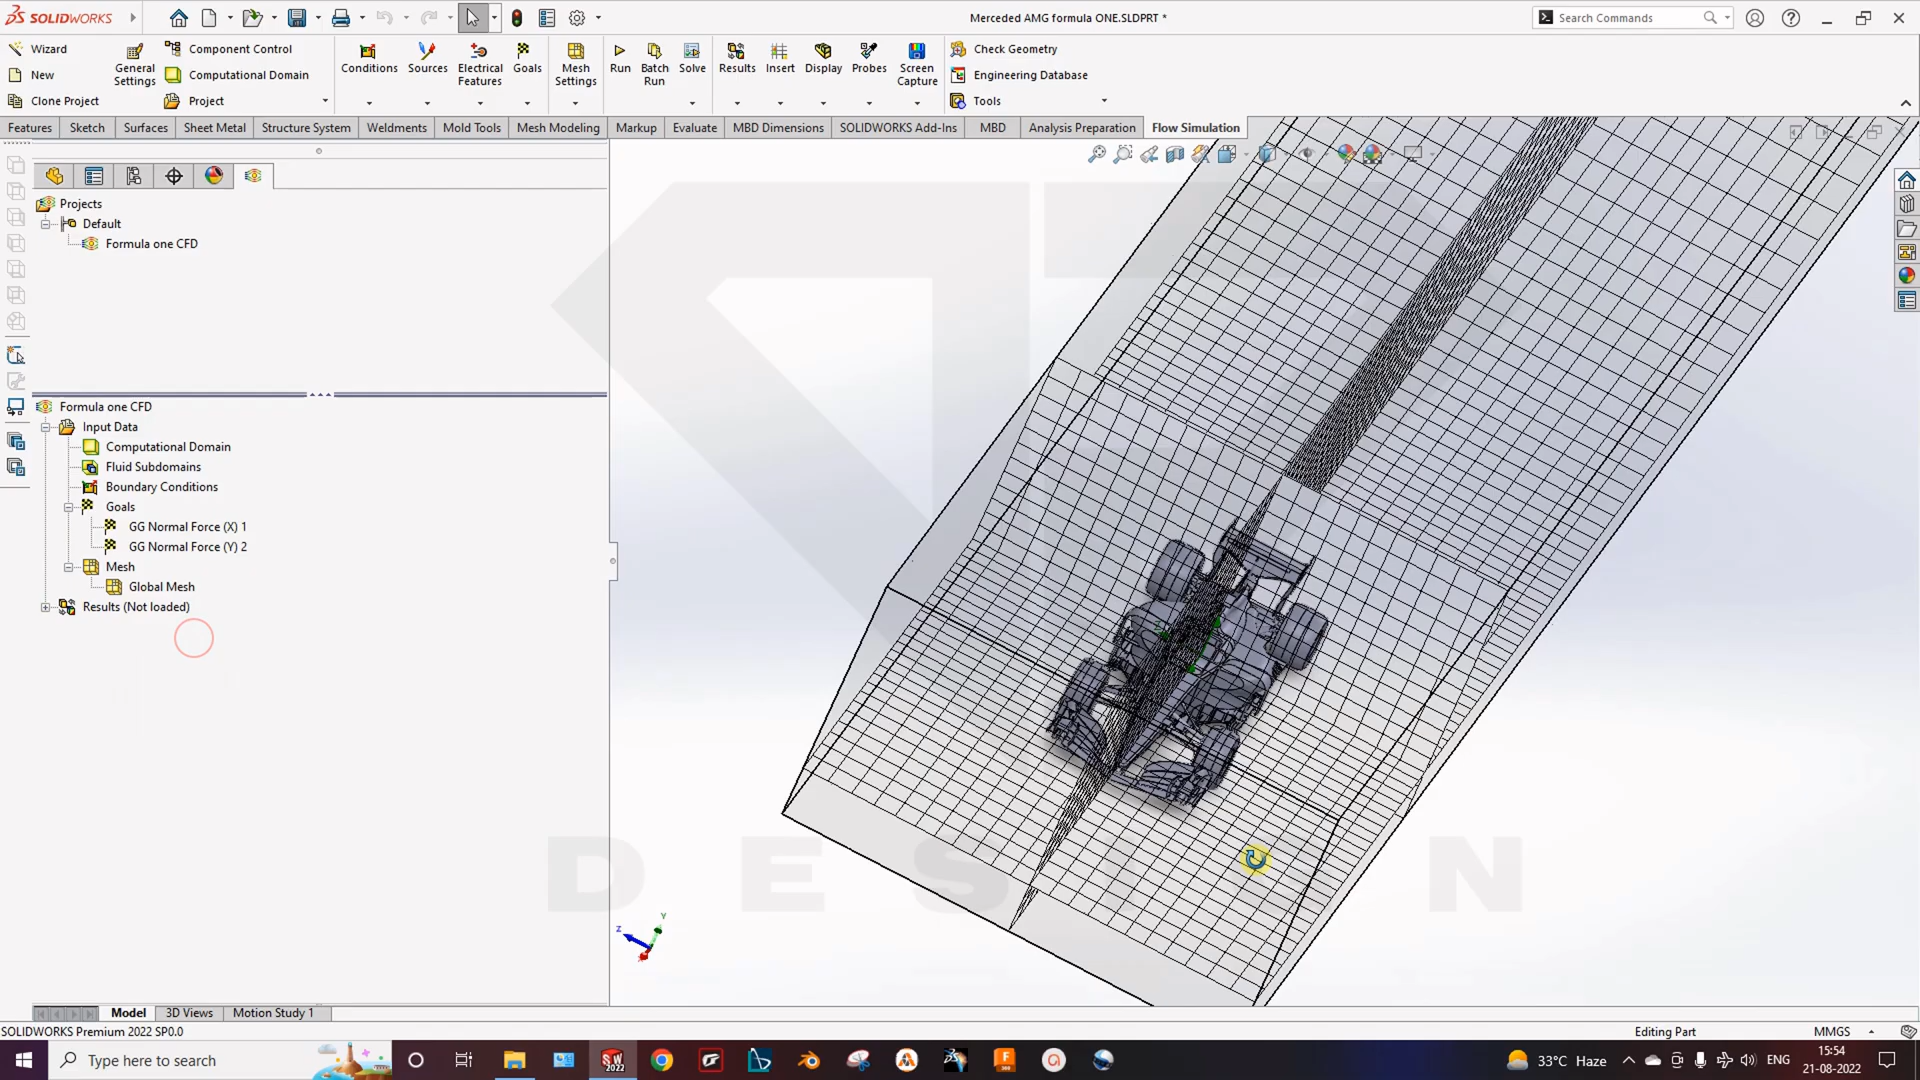 SOLIDWORKS
Merceded AMG formula ONE.SLDPRT *
Search Commands
Wizard
New
Clone Project
General Settings
Component Control
Computational Domain
Project
Conditions
Sources
Electrical Features
Goals
Mesh Settings
Run
Batch Run
Solve
Results
Insert
Display
Probes
Screen Capture
Check Geometry
Engineering Database
Tools
Features Sketch Surfaces Sheet Metal Structure System Weldments Mold Tools Mesh Modeling Markup Evaluate MBD Dimensions SOLIDWORKS Add-Ins MBD Analysis Preparation Flow Simulation
Projects
Default
Formula one CFD
Formula one CFD
Input Data
Computational Domain
Fluid Subdomains
Boundary Conditions
Goals
GG Normal Force (X) 1
GG Normal Force (Y) 2
Mesh
Global Mesh
Results (Not loaded)
D E S N
Y
Z
Model 3D Views Motion Study 1
SOLIDWORKS Premium 2022 SP0.0
Editing Part
MMGS
Type here to search
33°C Haze
ENG
15:54
21-08-2022